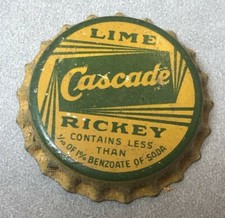 LIME
Cascade
RICKEY
CONTAINS LESS
THAN
1/10 OF 1% BENZOATE OF SODA